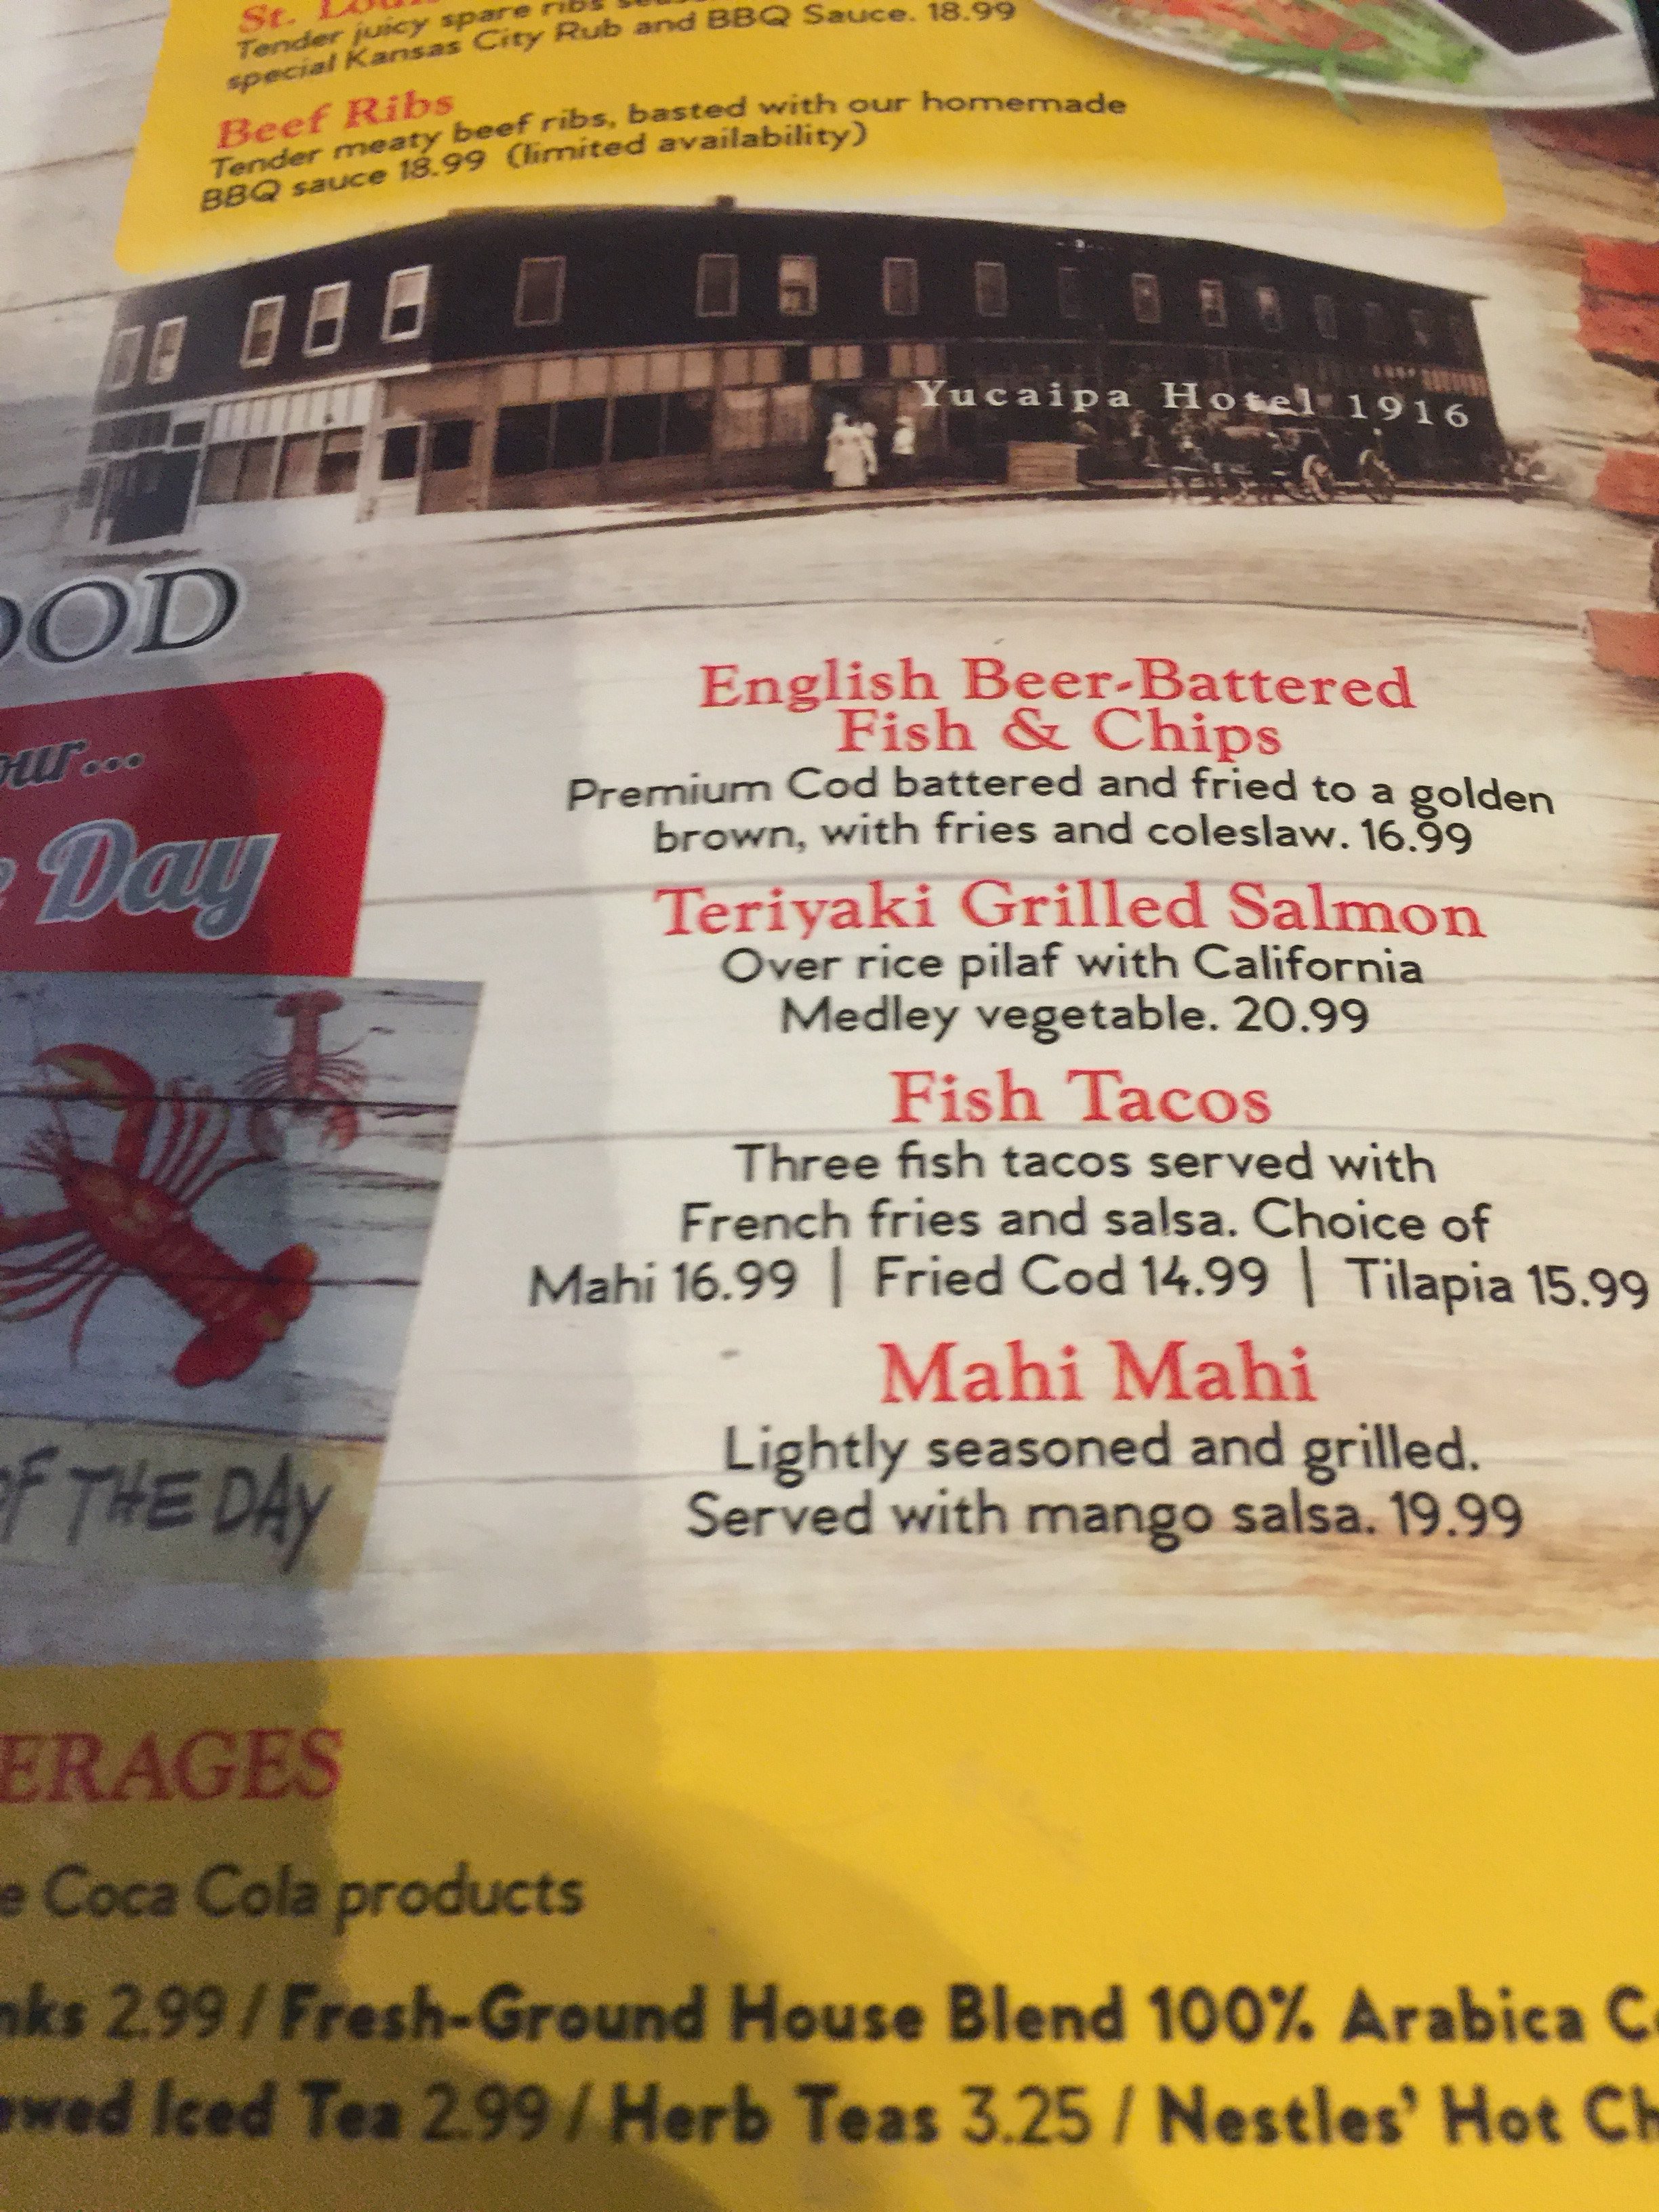 St.
Tender juicy spare ribs
special Kansas City Rub and BBQ Sauce. 18.99
Beef Ribs
Tender meaty beef ribs, basted with our homemade
BBQ sauce 18.99 (limited availability)
Yucaipa Hotel 1916
OOD
our...
Day
English Beer-Battered
Fish & Chips
Premium Cod battered and fried to a golden
brown, with fries and coleslaw. 16.99
Teriyaki Grilled Salmon
Over rice pilaf with California
Medley vegetable. 20.99
Fish Tacos
Three fish tacos served with
French fries and salsa. Choice of
Mahi 16.99 | Fried Cod 14.99 | Tilapia 15.99
Mahi Mahi
Lightly seasoned and grilled.
Served with mango salsa. 19.99
OF THE DAY
ERAGES
e Coca Cola products
nks 2.99 / Fresh-Ground House Blend 100% Arabica
ewed Iced Tea 2.99 / Herb Teas 3.25 / Nestles' Hot Ch